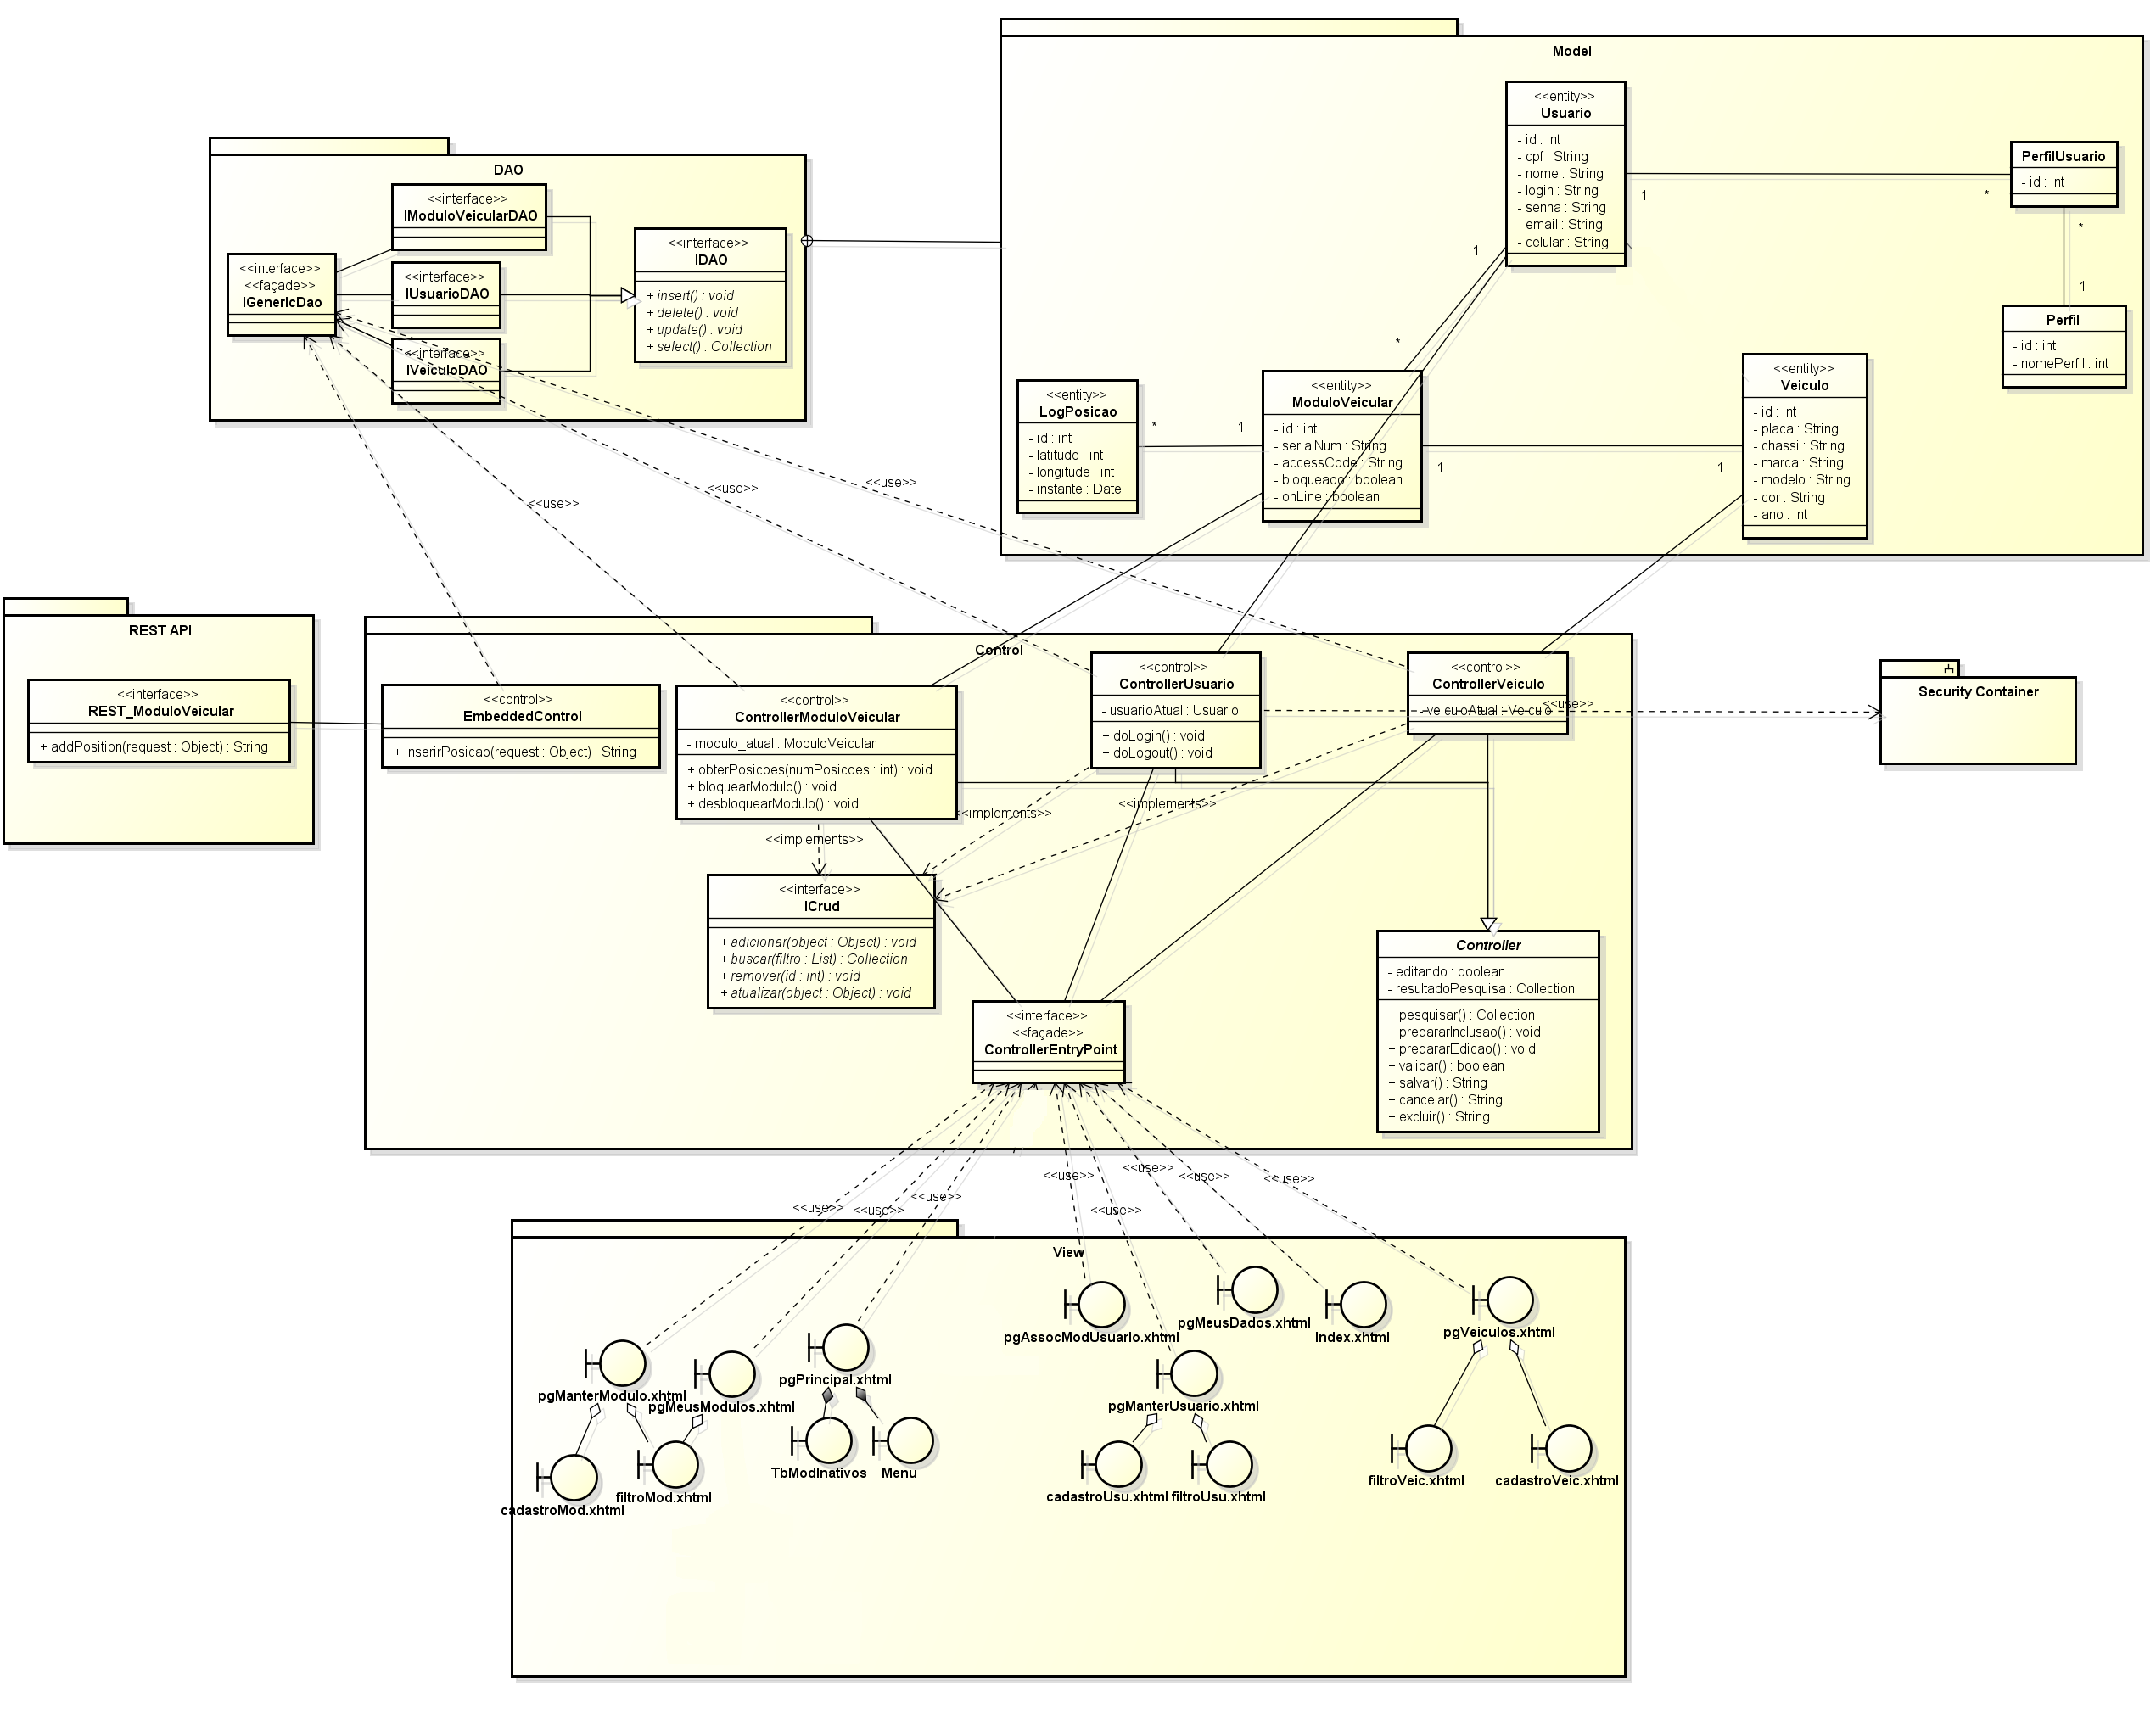 Model
<<entity>>
Usuario
- id : int
- cpf : String
- nome : String
- login : String
- senha : String
- email : String
- celular : String
PerfilUsuario
- id : int
1
*
*
1
Perfil
- id : int
- nomePerfil : int
1
*
<<entity>>
LogPosicao
- id : int
- latitude : int
- longitude : int
- instante : Date
*
1
<<entity>>
ModuloVeicular
- id : int
- serialNum : String
- accessCode : String
- bloqueado : boolean
- onLine : boolean
1
1
<<entity>>
Veiculo
- id : int
- placa : String
- chassi : String
- marca : String
- modelo : String
- cor : String
- ano : int
DAO
<<interface>>
IModuloVeicularDAO
<<interface>>
<<façade>>
IGenericDao
<<interface>>
IUsuarioDAO
<<interface>>
IVeiculoDAO
<<interface>>
IDAO
+ insert() : void
+ delete() : void
+ update() : void
+ select() : Collection
<<use>>
<<use>>
<<use>>
REST API
<<interface>>
REST_ModuloVeicular
+ addPosition(request : Object) : String
Control
<<control>>
EmbeddedControl
+ inserirPosicao(request : Object) : String
<<control>>
ControllerModuloVeicular
- modulo_atual : ModuloVeicular
+ obterPosicoes(numPosicoes : int) : void
+ bloquearModulo() : void
+ desbloquearModulo() : void
<<control>>
ControllerUsuario
- usuarioAtual : Usuario
+ doLogin() : void
+ doLogout() : void
<<control>>
ControllerVeiculo
- veiculoAtual : Veiculo
<<use>>
Security Container
<<implements>>
<<implements>>
<<implements>>
<<interface>>
ICrud
+ adicionar(object : Object) : void
+ buscar(filtro : List) : Collection
+ remover(id : int) : void
+ atualizar(object : Object) : void
<<interface>>
<<façade>>
ControllerEntryPoint
Controller
- editando : boolean
- resultadoPesquisa : Collection
+ pesquisar() : Collection
+ prepararInclusao() : void
+ prepararEdicao() : void
+ validar() : boolean
+ salvar() : String
+ cancelar() : String
+ excluir() : String
<<use>>
<<use>>
<<use>>
<<use>>
<<use>>
<<use>>
<<use>>
<<use>>
View
pgManterModulo.xhtml
pgMeusModulos.xhtml
pgPrincipal.xhtml
pgAssocModUsuario.xhtml
pgManterUsuario.xhtml
pgMeusDados.xhtml
index.xhtml
pgVeiculos.xhtml
cadastroMod.xhtml
filtroMod.xhtml
TbModInativos
Menu
cadastroUsu.xhtml
filtroUsu.xhtml
filtroVeic.xhtml
cadastroVeic.xhtml